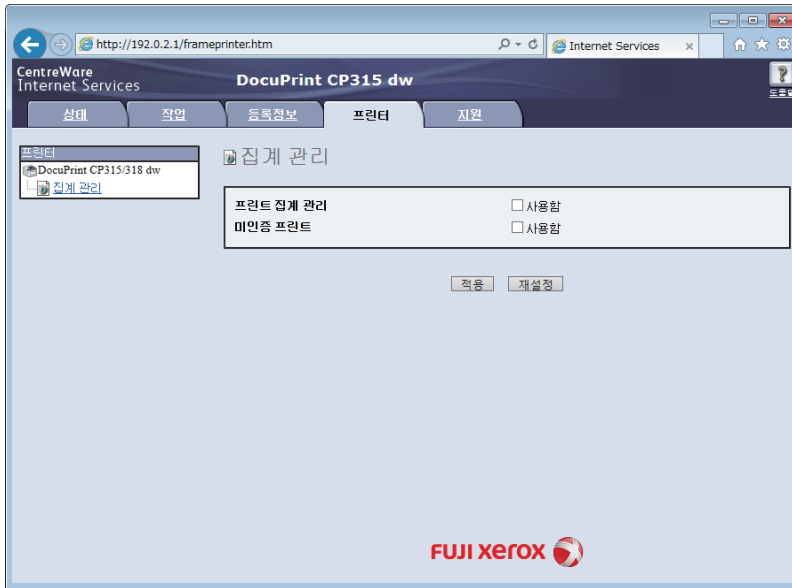 http://192.0.2.1/frameprinter.htm
Internet Services
CentreWare
Internet Services
DocuPrint CP315 dw
도움말
상태
작업
등록정보
프린터
지원
프린터
DocuPrint CP315/318 dw
집계 관리
집계 관리
프린트 집계 관리
사용함
미인증 프린트
사용함
적용
재설정
FUJI xerox